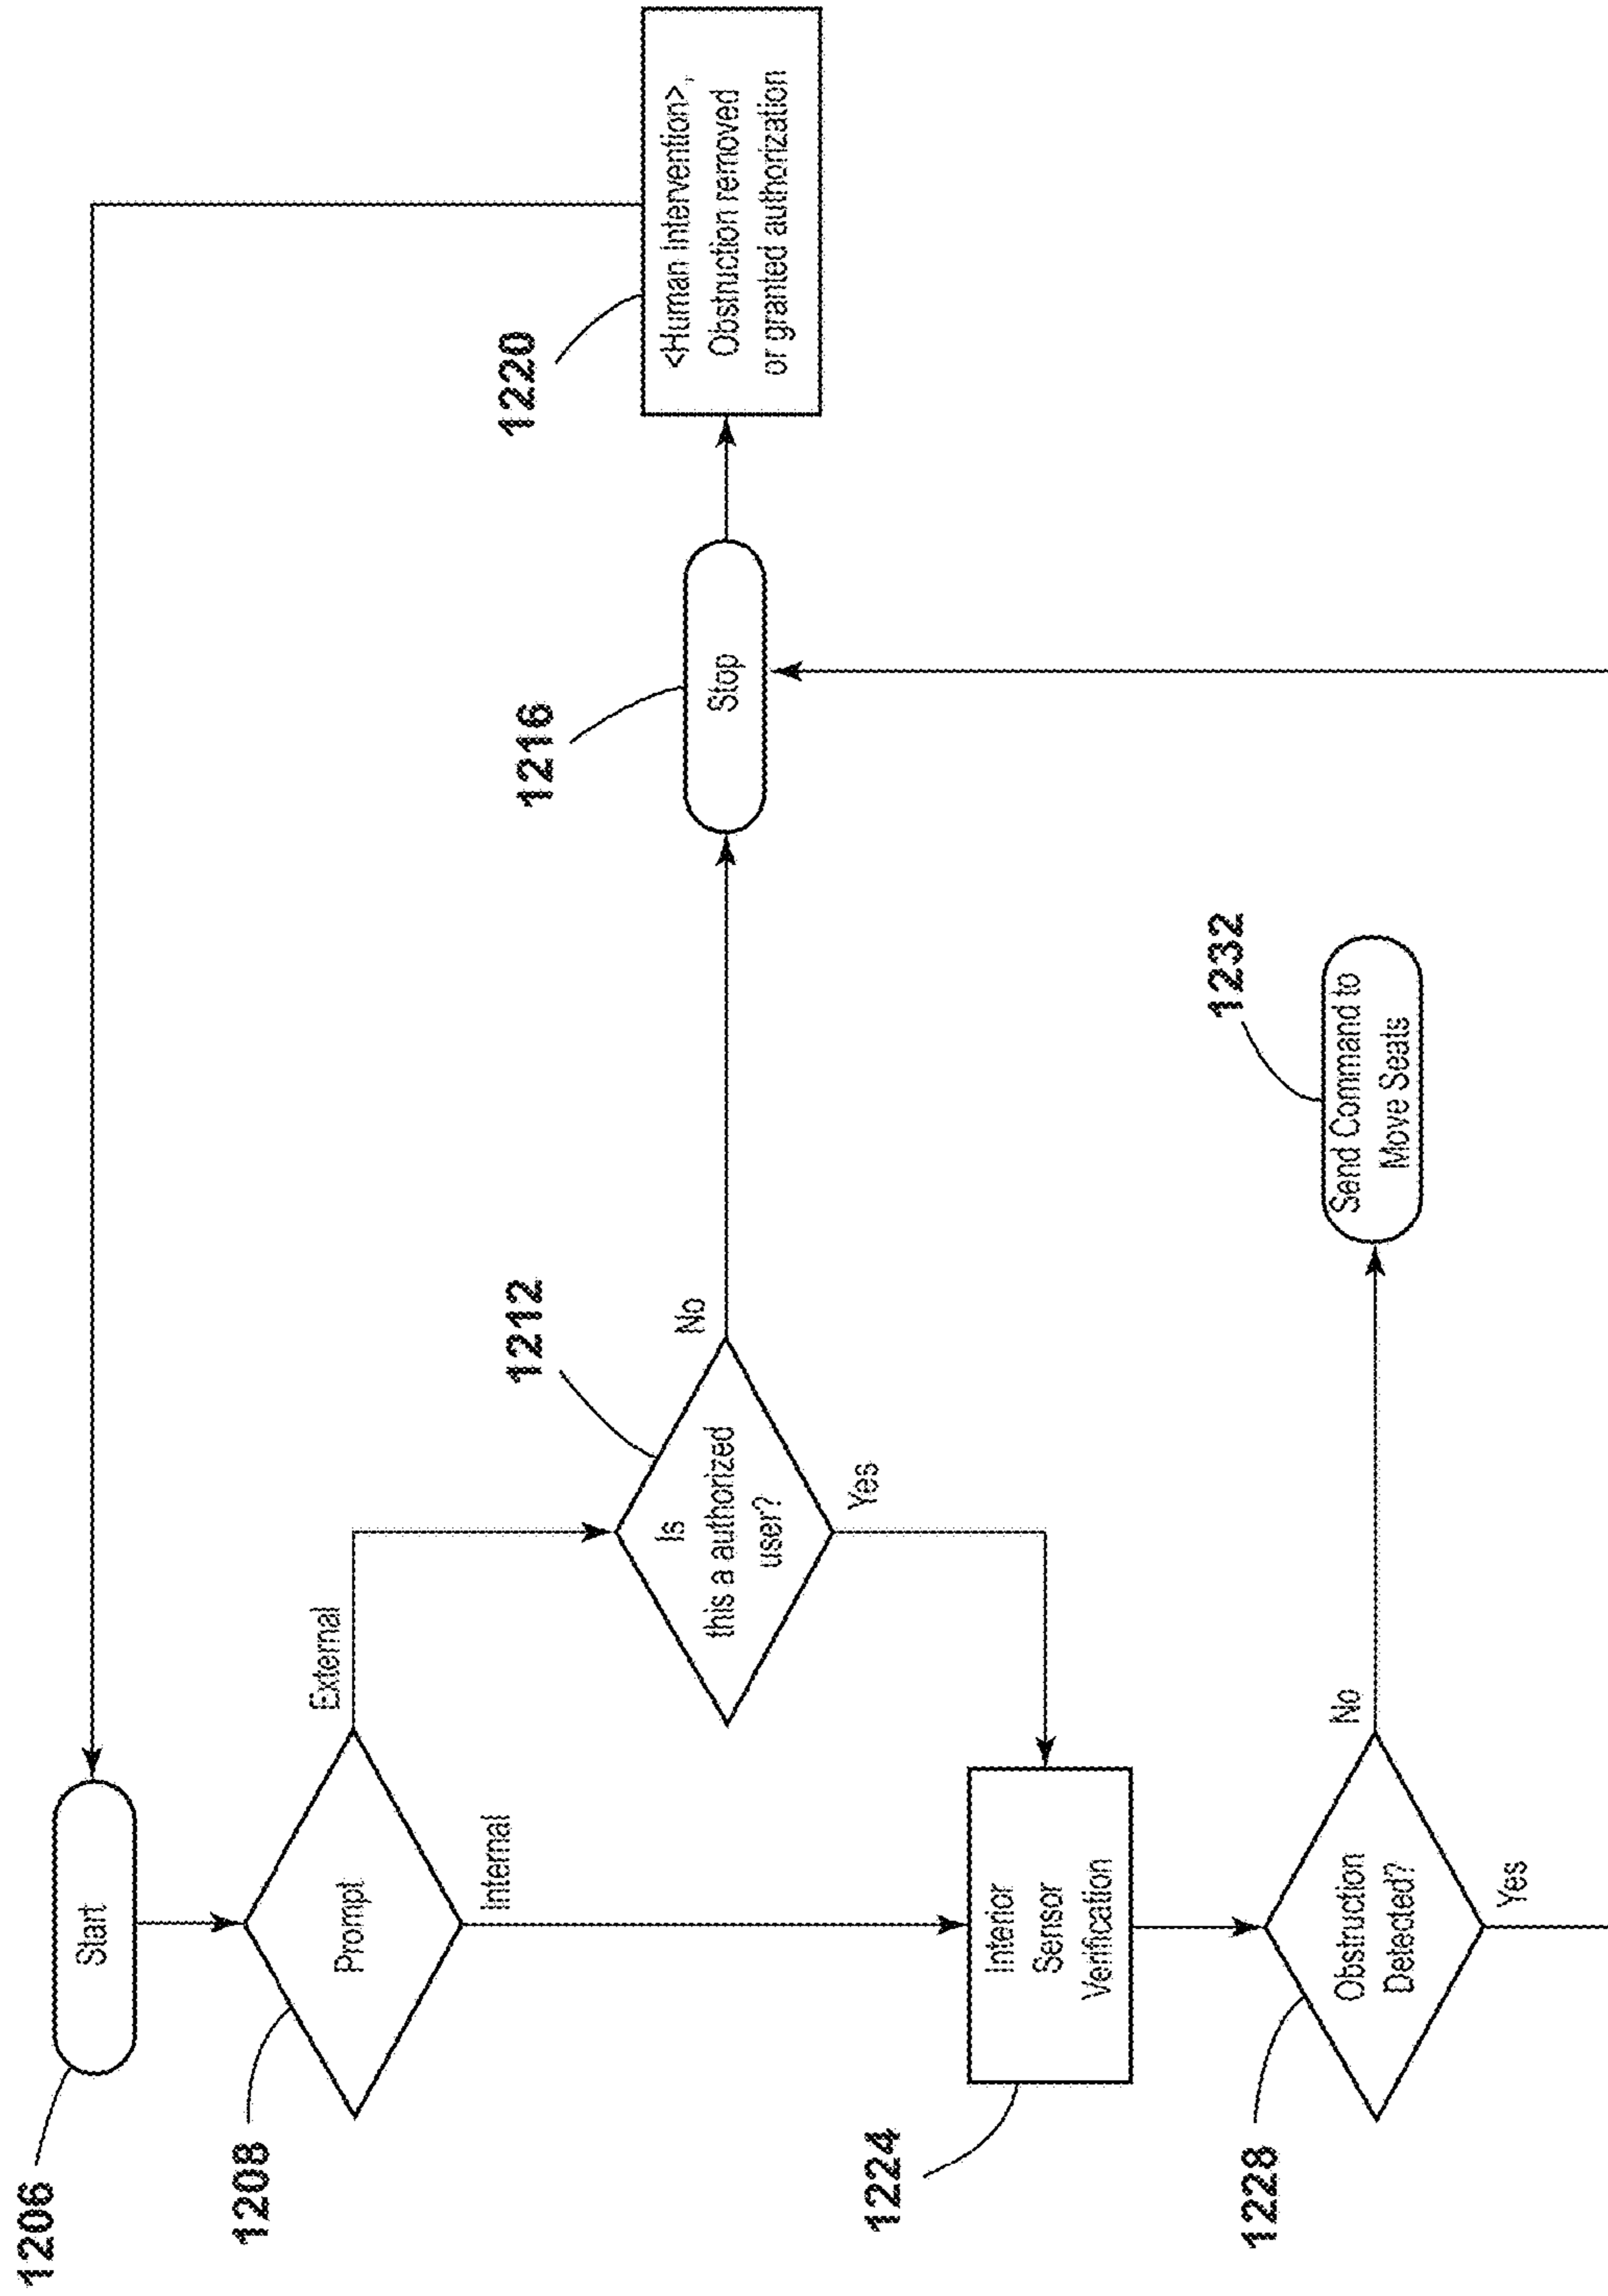 1206
Start
1208
Prompt
External
Internal
1212
Is
this a authorized
user?
No
Yes
1216
Stop
1220
<Human Intervention>,
Obstruction removed
or granted authorization
1224
Interior
Sensor
Verification
1228
Obstruction
Detected?
No
Yes
1232
Send Command to
Move Seats